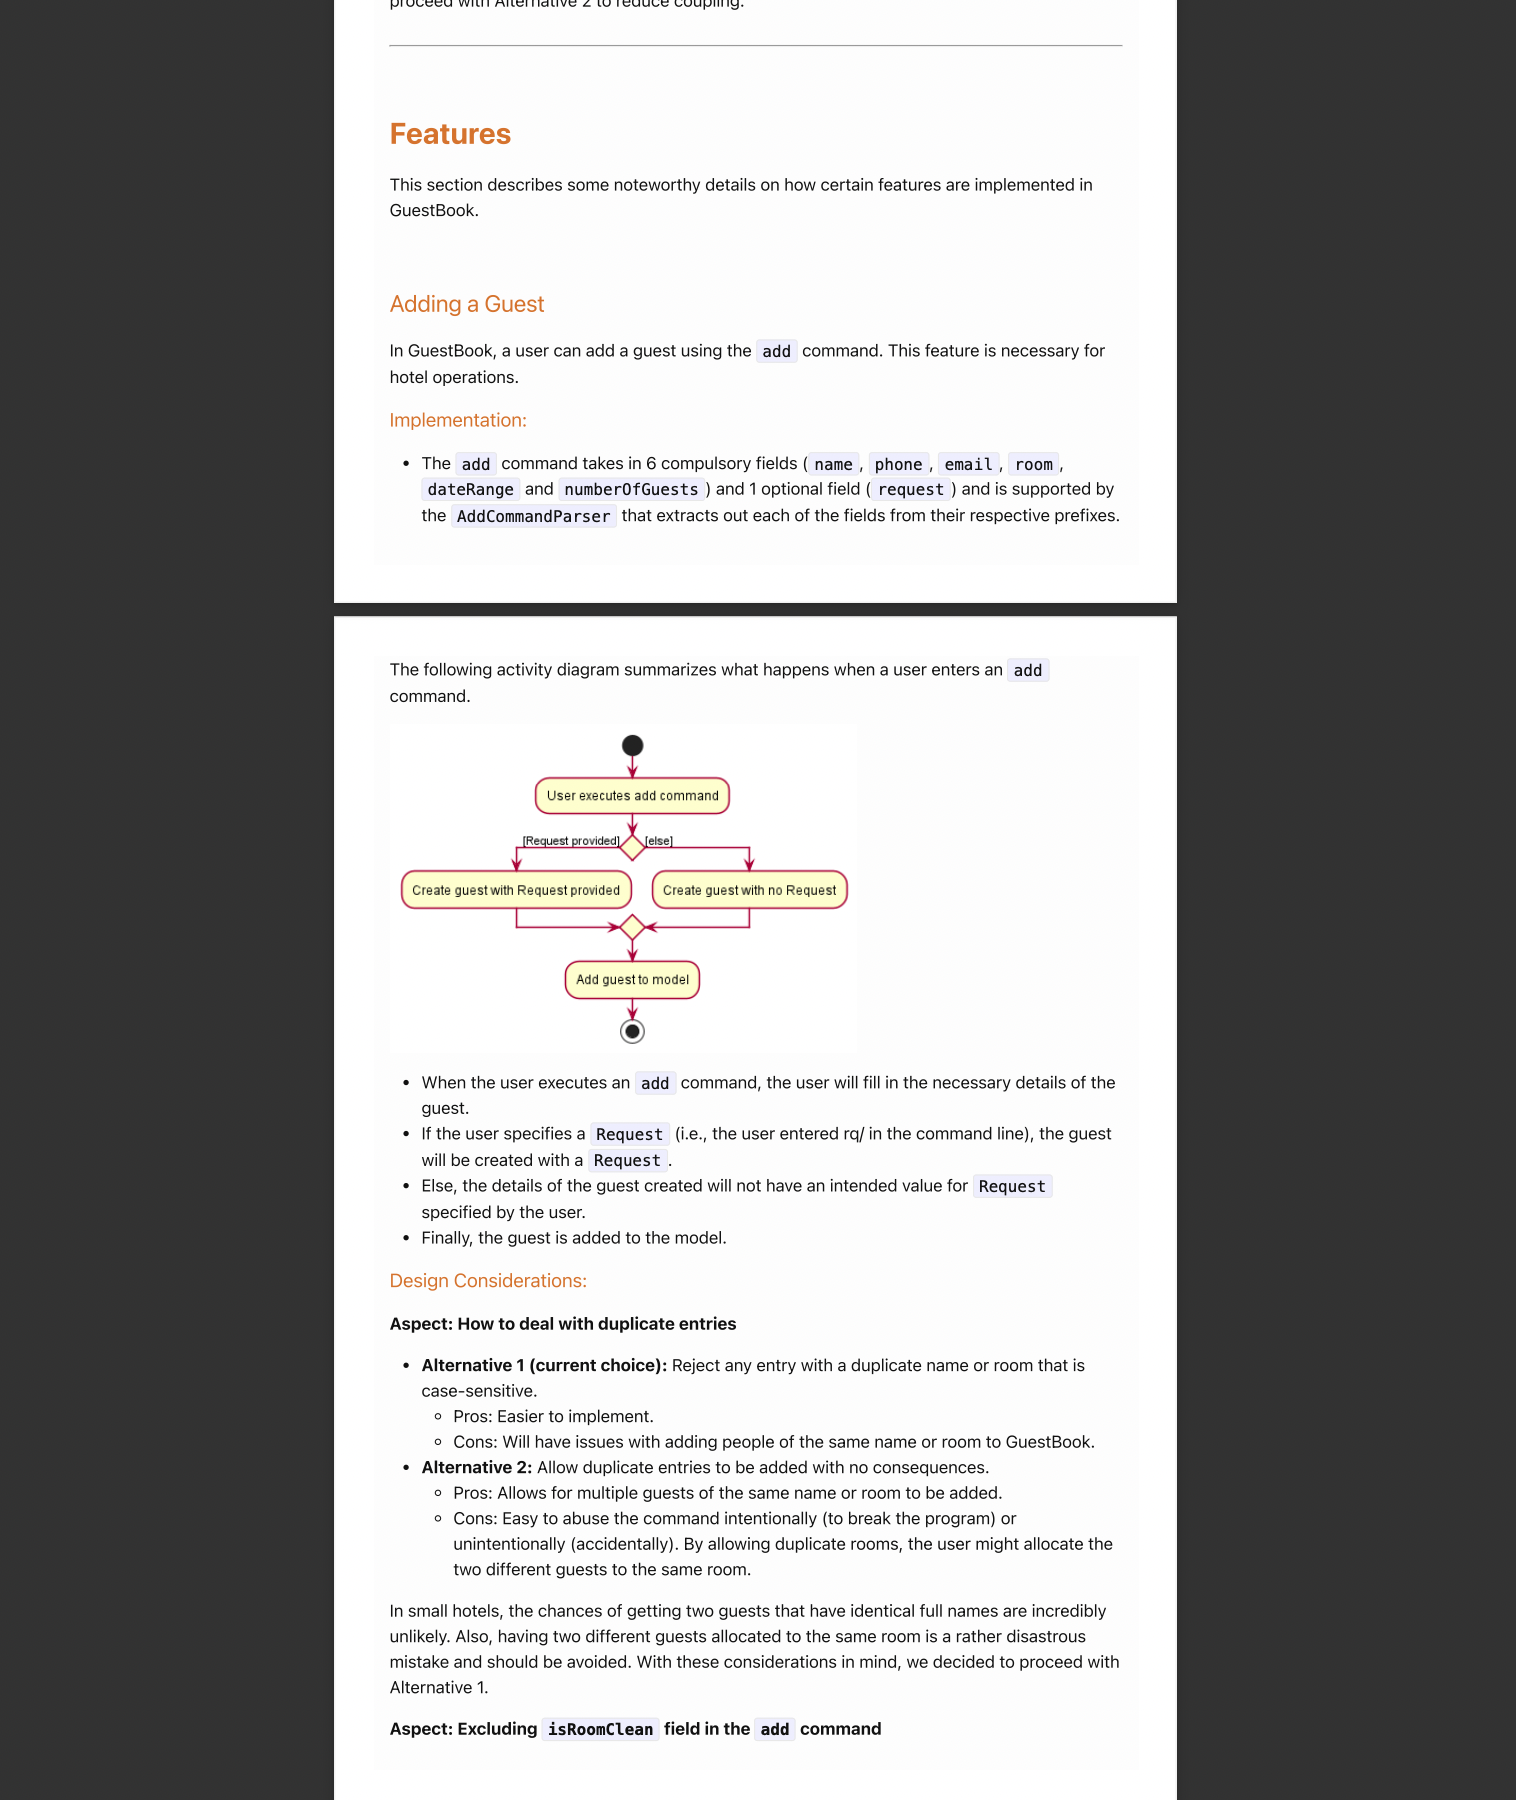 proceed with Alternative 2 to reduce coupling.
Features
This section describes some noteworthy details on how certain features are implemented in
GuestBook.
Adding a Guest
In GuestBook, a user can add a guest using the add command. This feature is necessary for
hotel operations.
Implementation:
• The add command takes in 6 compulsory fields ( name , phone , email , room ,
dateRange and numberOfGuests ) and 1 optional field ( request ) and is supported by
the AddCommandParser that extracts out each of the fields from their respective prefixes.
The following activity diagram summarizes what happens when a user enters an add
command.
User executes add command
[Request provided] [else]
Create guest with Request provided Create guest with no Request
Add guest to model
• When the user executes an add command, the user will fill in the necessary details of the
guest.
• If the user specifies a Request (i.e., the user entered rq/ in the command line), the guest
will be created with a Request .
• Else, the details of the guest created will not have an intended value for Request
specified by the user.
• Finally, the guest is added to the model.
Design Considerations:
Aspect: How to deal with duplicate entries
• Alternative 1 (current choice): Reject any entry with a duplicate name or room that is
case-sensitive.
◦ Pros: Easier to implement.
◦ Cons: Will have issues with adding people of the same name or room to GuestBook.
• Alternative 2: Allow duplicate entries to be added with no consequences.
◦ Pros: Allows for multiple guests of the same name or room to be added.
◦ Cons: Easy to abuse the command intentionally (to break the program) or
unintentionally (accidentally). By allowing duplicate rooms, the user might allocate the
two different guests to the same room.
In small hotels, the chances of getting two guests that have identical full names are incredibly
unlikely. Also, having two different guests allocated to the same room is a rather disastrous
mistake and should be avoided. With these considerations in mind, we decided to proceed with
Alternative 1.
Aspect: Excluding isRoomClean field in the add command